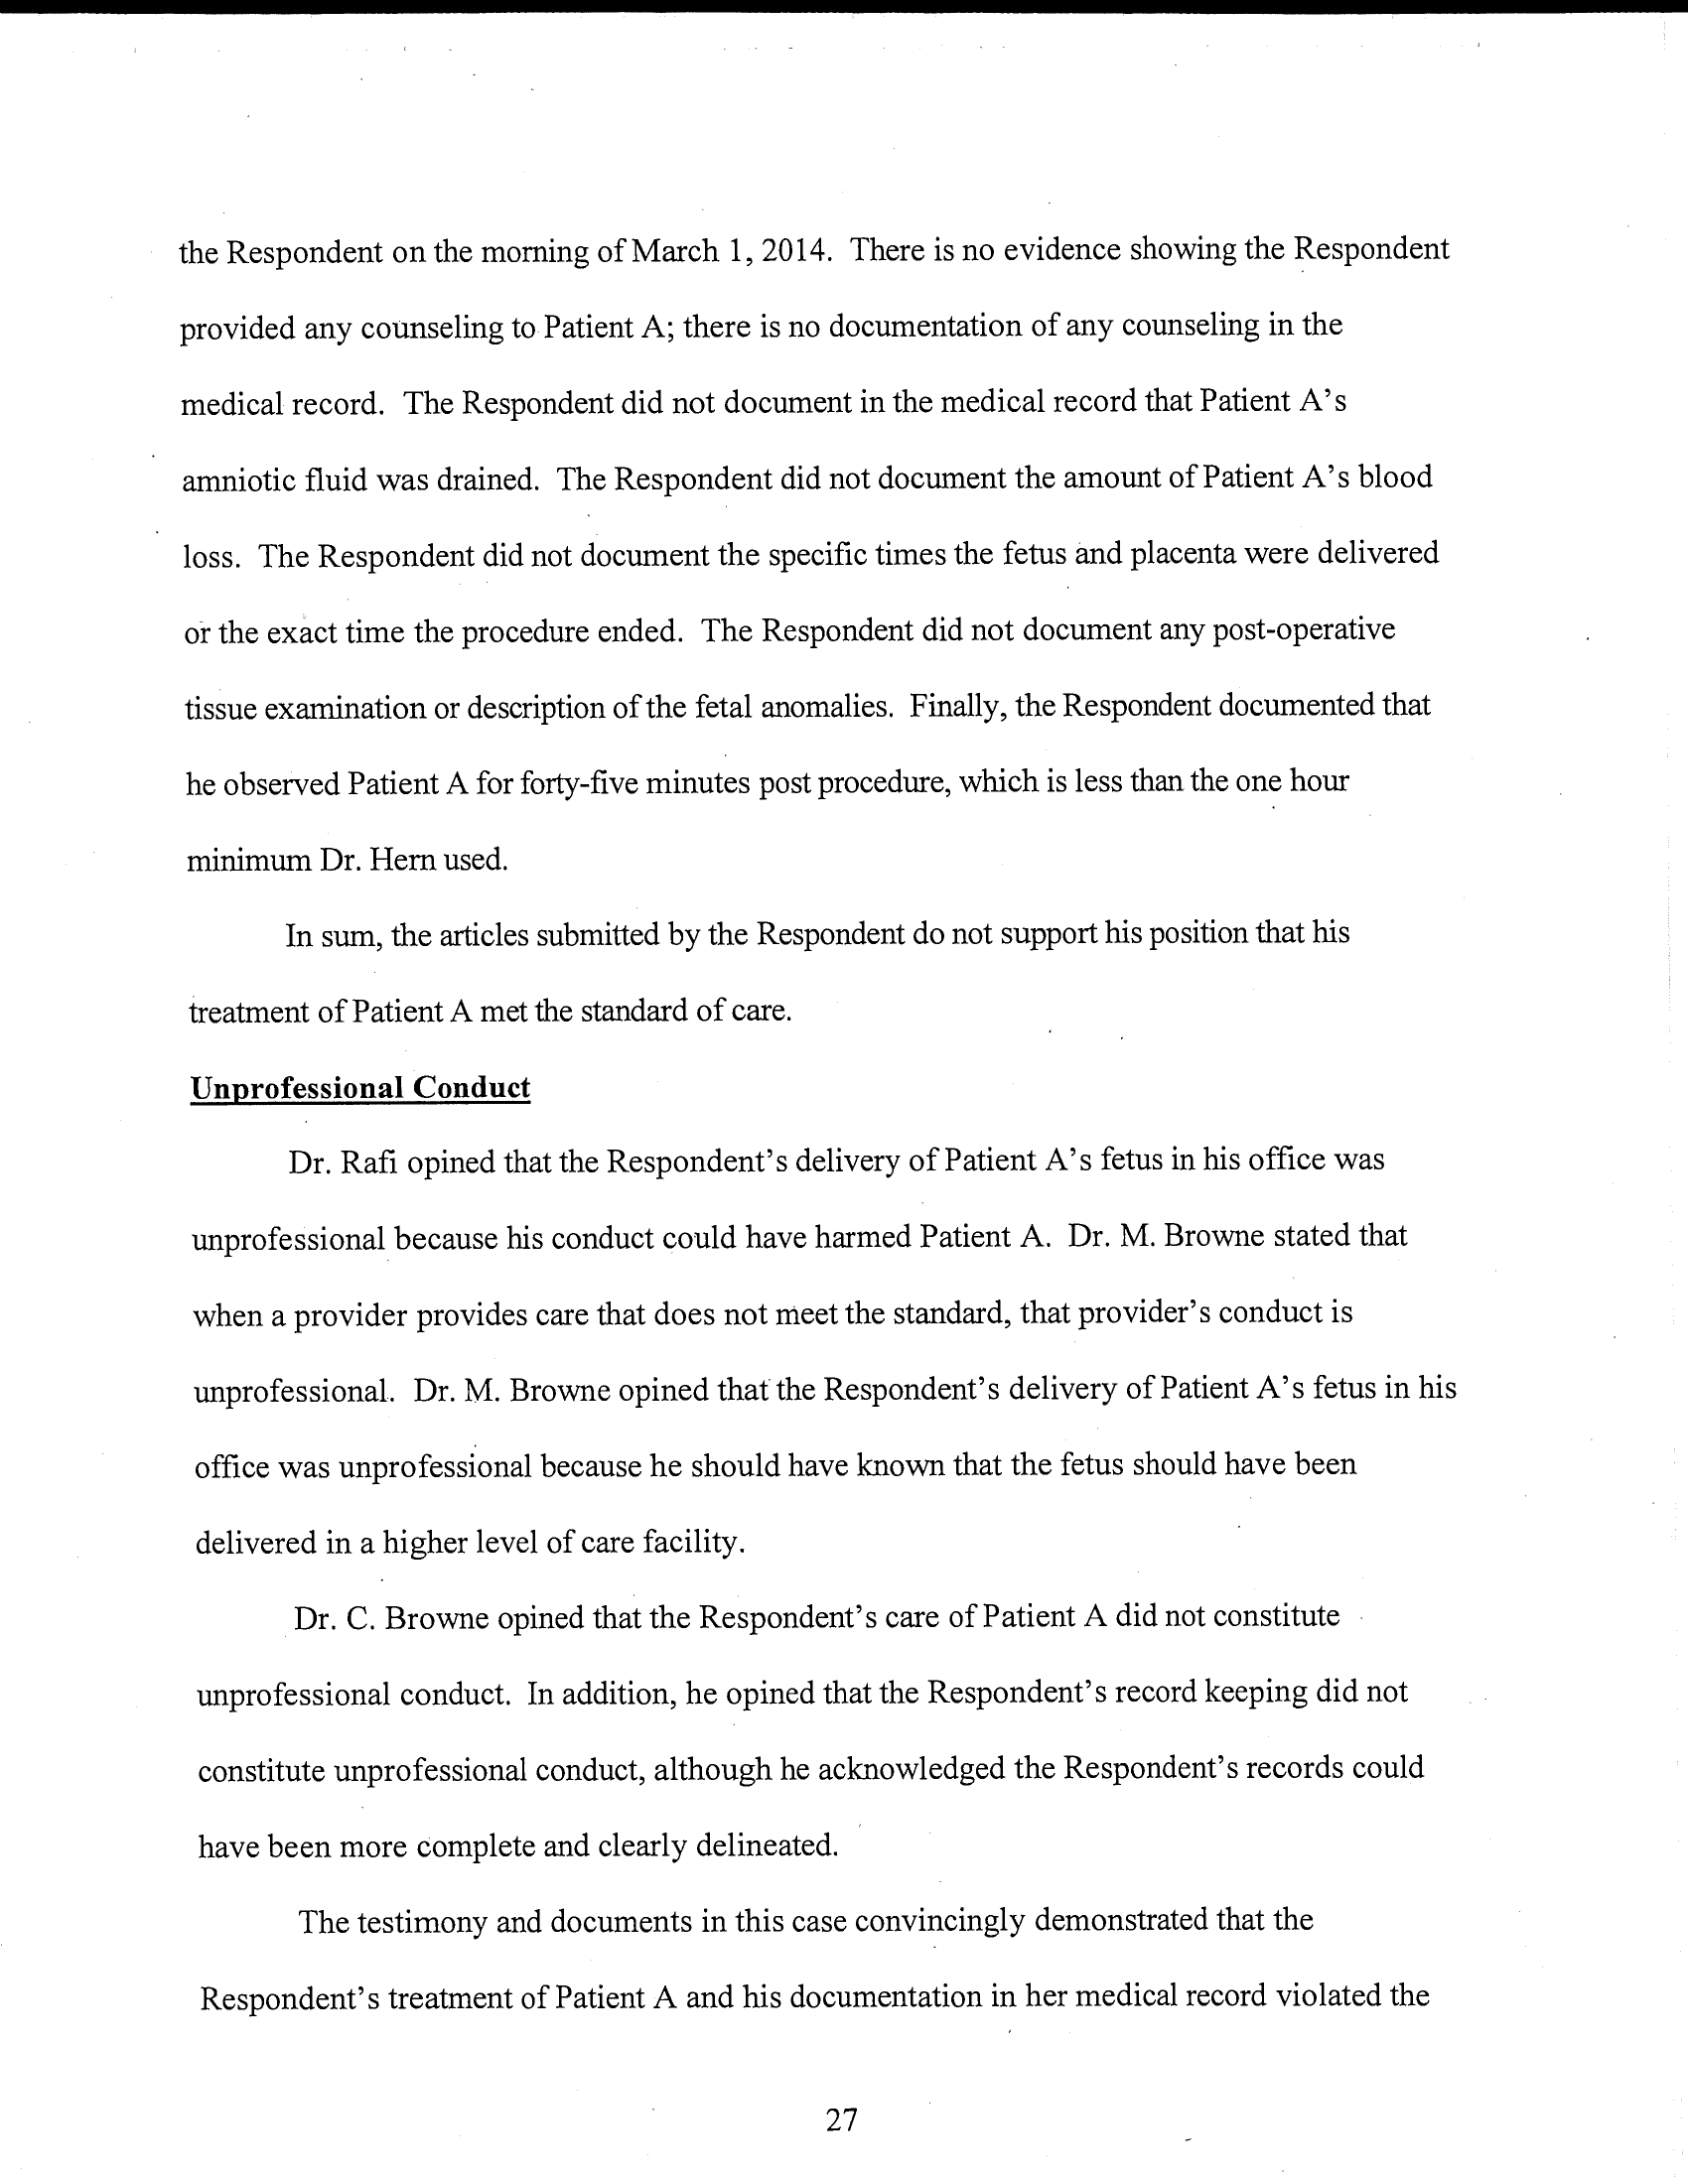 the Respondent on the morning of March 1, 2014. There is no evidence showing the Respondent
provided any counseling to Patient A; there is no documentation of any counseling in the
medical record. The Respondent did not document in the medical record that Patient A's
amniotic fluid was drained. The Respondent did not document the amount of Patient A's blood
loss. The Respondent did not document the specific times the fetus and placenta were delivered
or the exact time the procedure ended. The Respondent did not document any post-operative
tissue examination or description of the fetal anomalies. Finally, the Respondent documented that
he observed Patient A for forty-five minutes post procedure, which is less than the one hour
minimum Dr. Hern used.
In sum, the articles submitted by the Respondent do not support his position that his
treatment of Patient A met the standard of care.
Unprofessional Conduct
Dr. Rafi opined that the Respondent's delivery of Patient A's fetus in his office was
unprofessional because his conduct could have harmed Patient A. Dr. M. Browne stated that
when a provider provides care that does not meet the standard, that provider's conduct is
unprofessional. Dr. M. Browne opined that the Respondent's delivery of Patient A's fetus in his
office was unprofessional because he should have known that the fetus should have been
delivered in a higher level of care facility.
Dr. C. Browne opined that the Respondent's care of Patient A did not constitute
unprofessional conduct. In addition, he opined that the Respondent's record keeping did not
constitute unprofessional conduct, although he acknowledged the Respondent's records could
have been more complete and clearly delineated.
The testimony and documents in this case convincingly demonstrated that the
Respondent's treatment of Patient A and his documentation in her medical record violated the
27